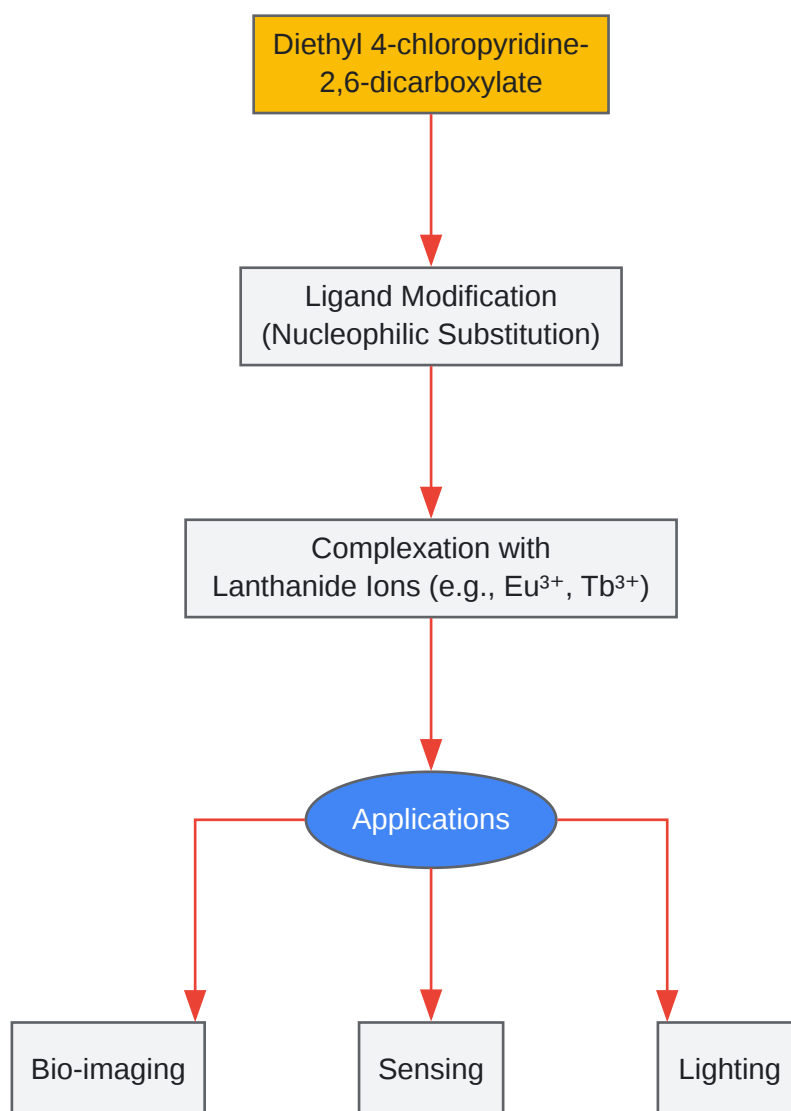 Diethyl 4-chloropyridine-
2,6-dicarboxylate
Ligand Modification
(Nucleophilic Substitution)
Complexation with
Lanthanide Ions (e.g., Eu³⁺, Tb³⁺)
Applications
Bio-imaging
Sensing
Lighting